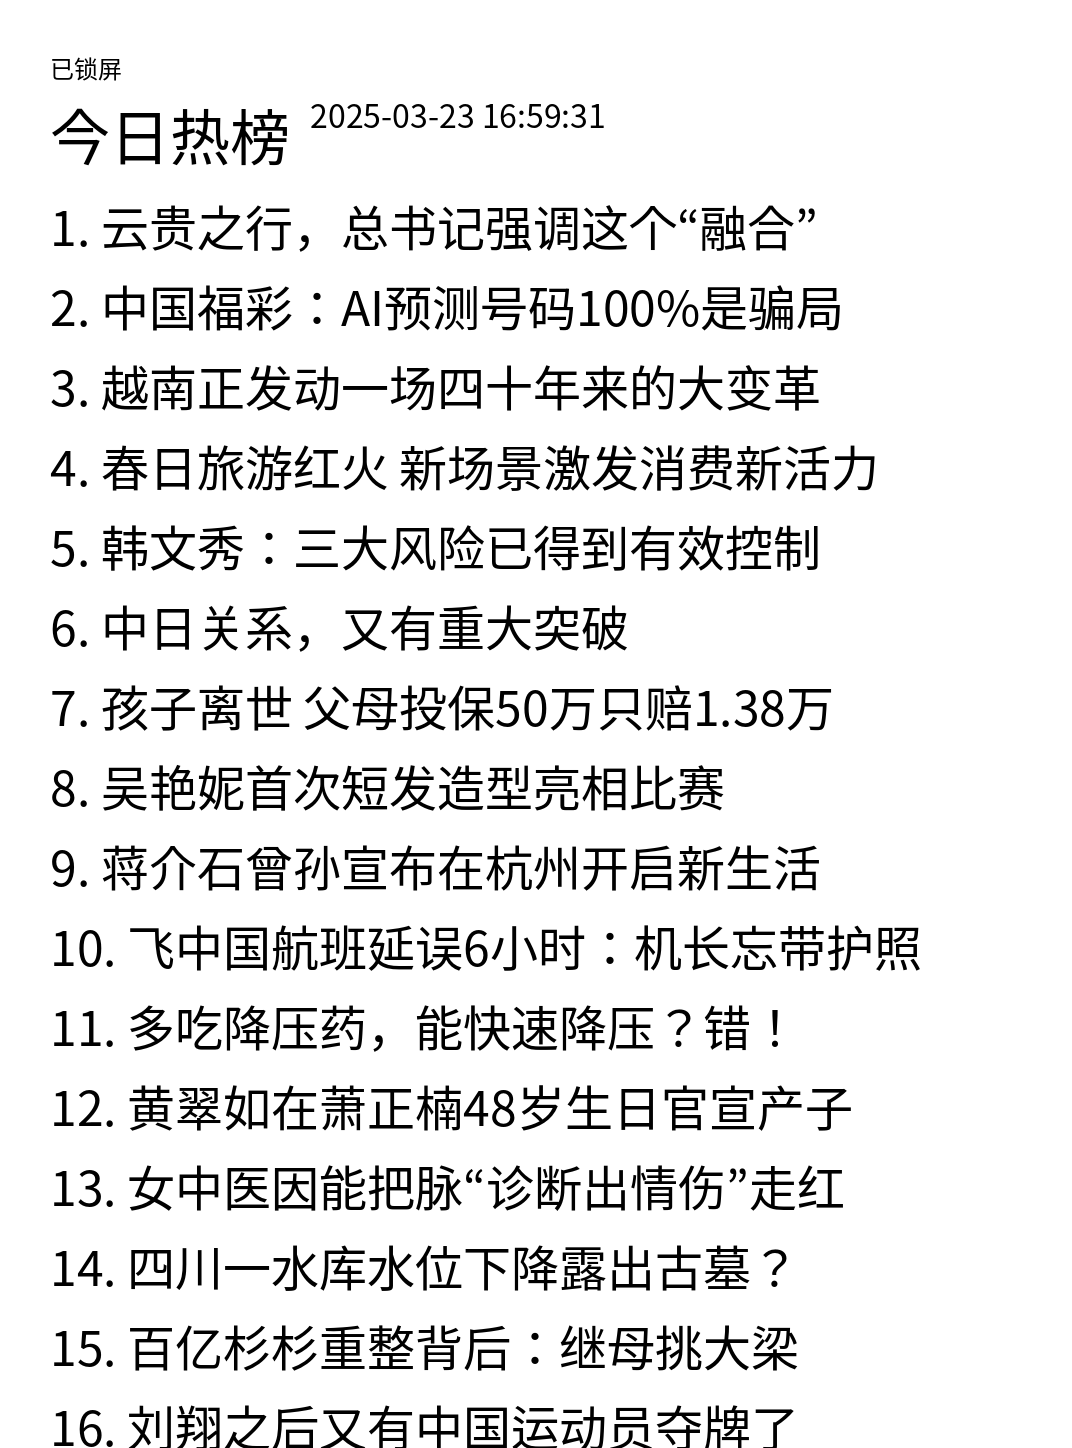 已锁屏
今日热榜 2025-03-23 16:59:31
1. 云贵之行，总书记强调这个“融合”
2. 中国福彩：AI预测号码100%是骗局
3. 越南正发动一场四十年来的大变革
4. 春日旅游红火 新场景激发消费新活力
5. 韩文秀：三大风险已得到有效控制
6. 中日关系，又有重大突破
7. 孩子离世 父母投保50万只赔1.38万
8. 吴艳妮首次短发造型亮相比赛
9. 蒋介石曾孙宣布在杭州开启新生活
10. 飞中国航班延误6小时：机长忘带护照
11. 多吃降压药，能快速降压？错！
12. 黄翠如在萧正楠48岁生日官宣产子
13. 女中医因能把脉“诊断出情伤”走红
14. 四川一水库水位下降露出古墓？
15. 百亿杉杉重整背后：继母挑大梁
16. 刘翔之后又有中国运动员夺牌了